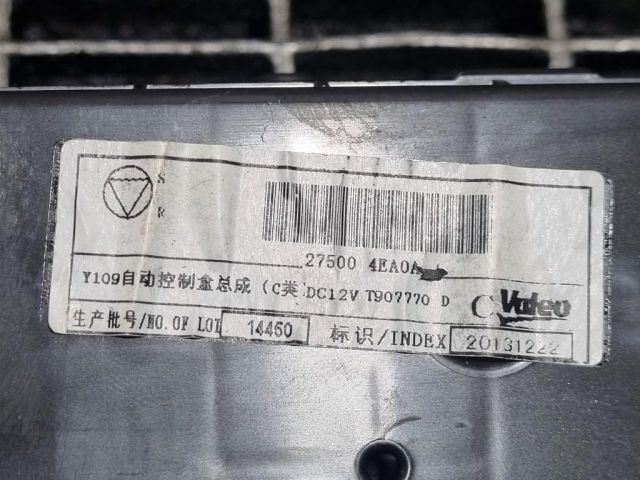 S
R
27500 4EA0A
Y109自动控制盒总成 (C类 DC12V T907770 D
C Valeo
生产批号/NO.OF LOT 14460 标识/INDEX 20131222